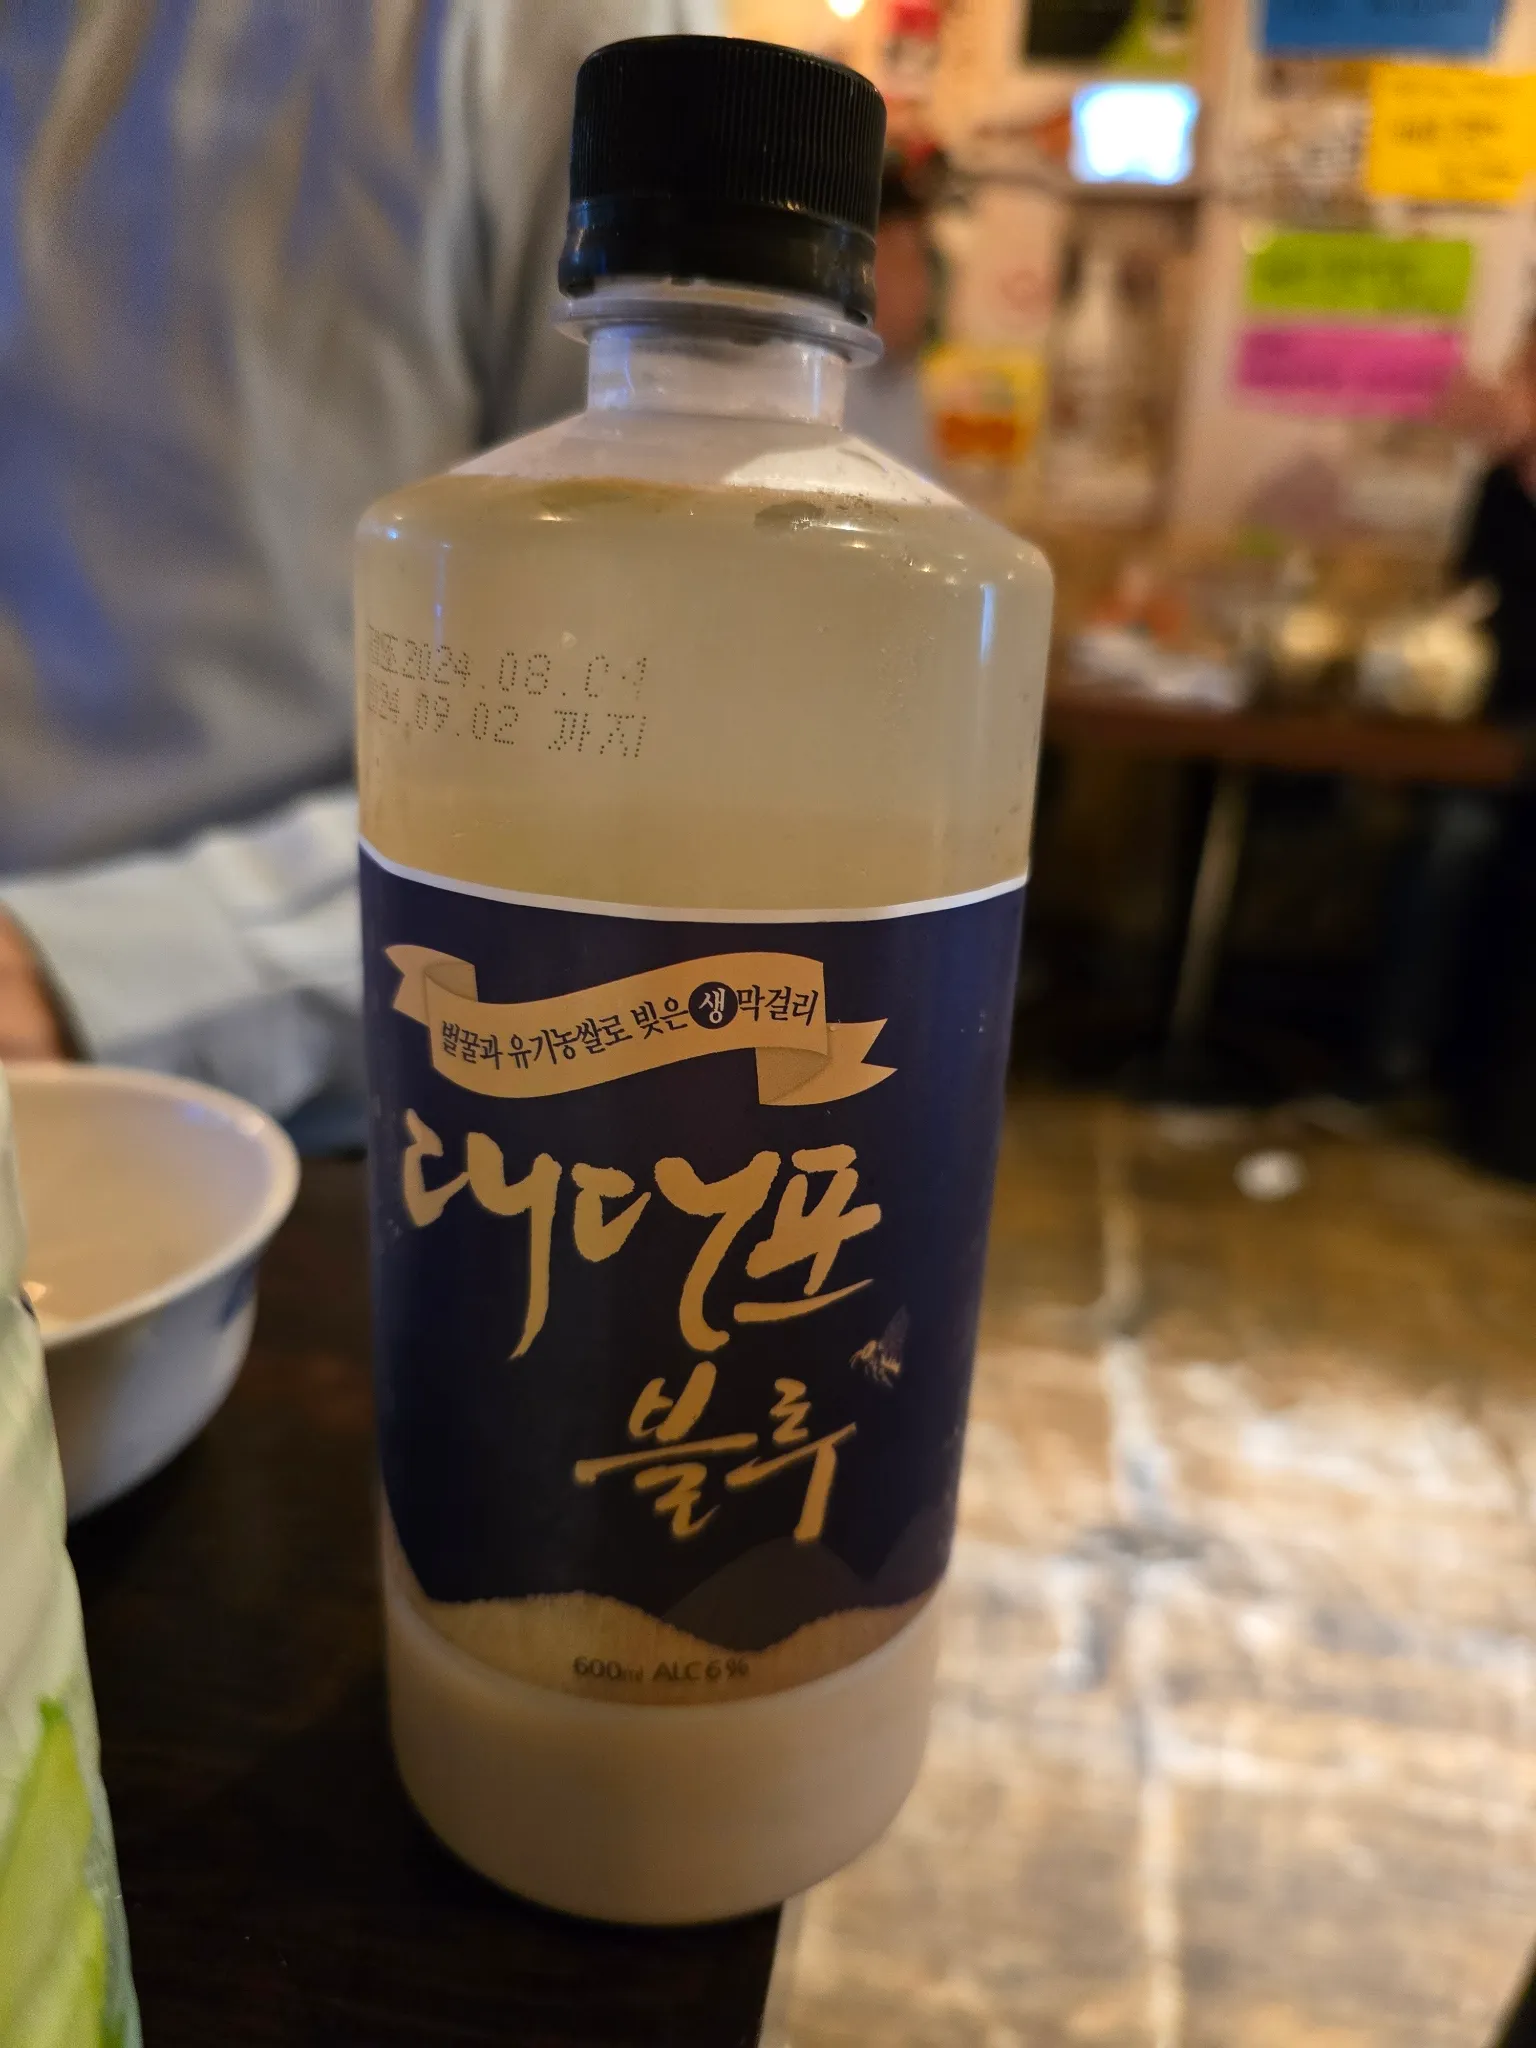 제조2024.08.04
2024.09.02 까지
벌꿀과 유기농쌀로 빚은 생막걸리
대대포
블루
600ml ALC 6%